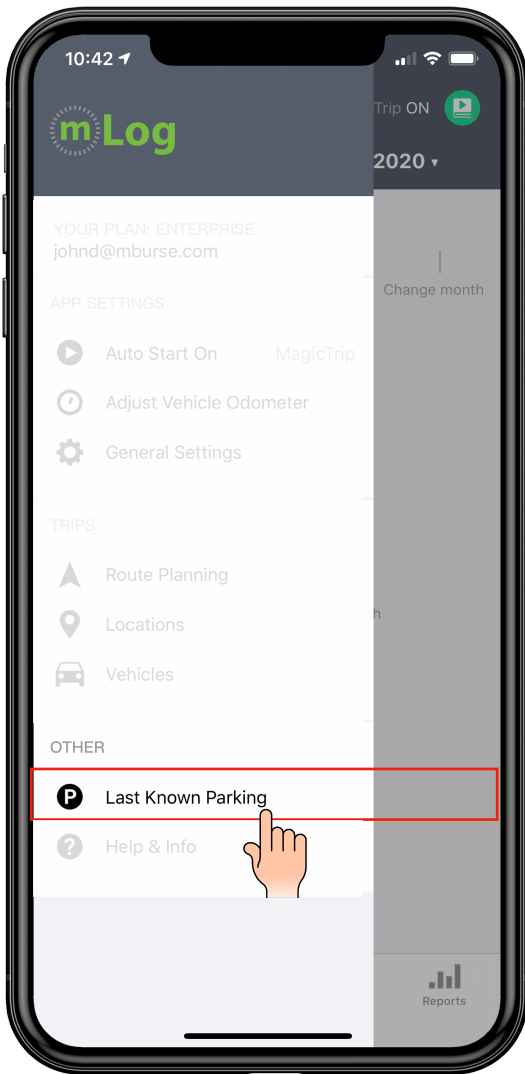 10:42
Trip ON
m Log
2020
YOUR PLAN: ENTERPRISE
johnd@mburse.com
Change month
APP SETTINGS
Auto Start On MagicTrip
Adjust Vehicle Odometer
General Settings
TRIPS
Route Planning
h
Locations
Vehicles
OTHER
P Last Known Parking
? Help & Info
Reports